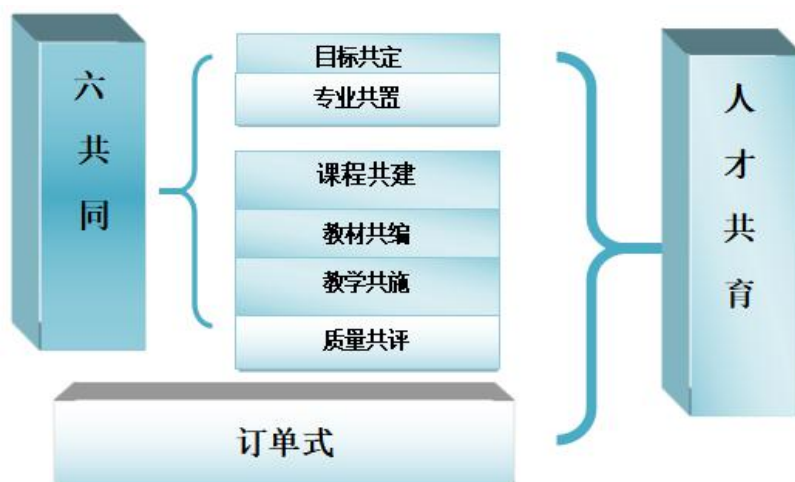 六共同
目标共定
专业共置
课程共建
教材共编
教学共施
质量共评
订单式
人才共育